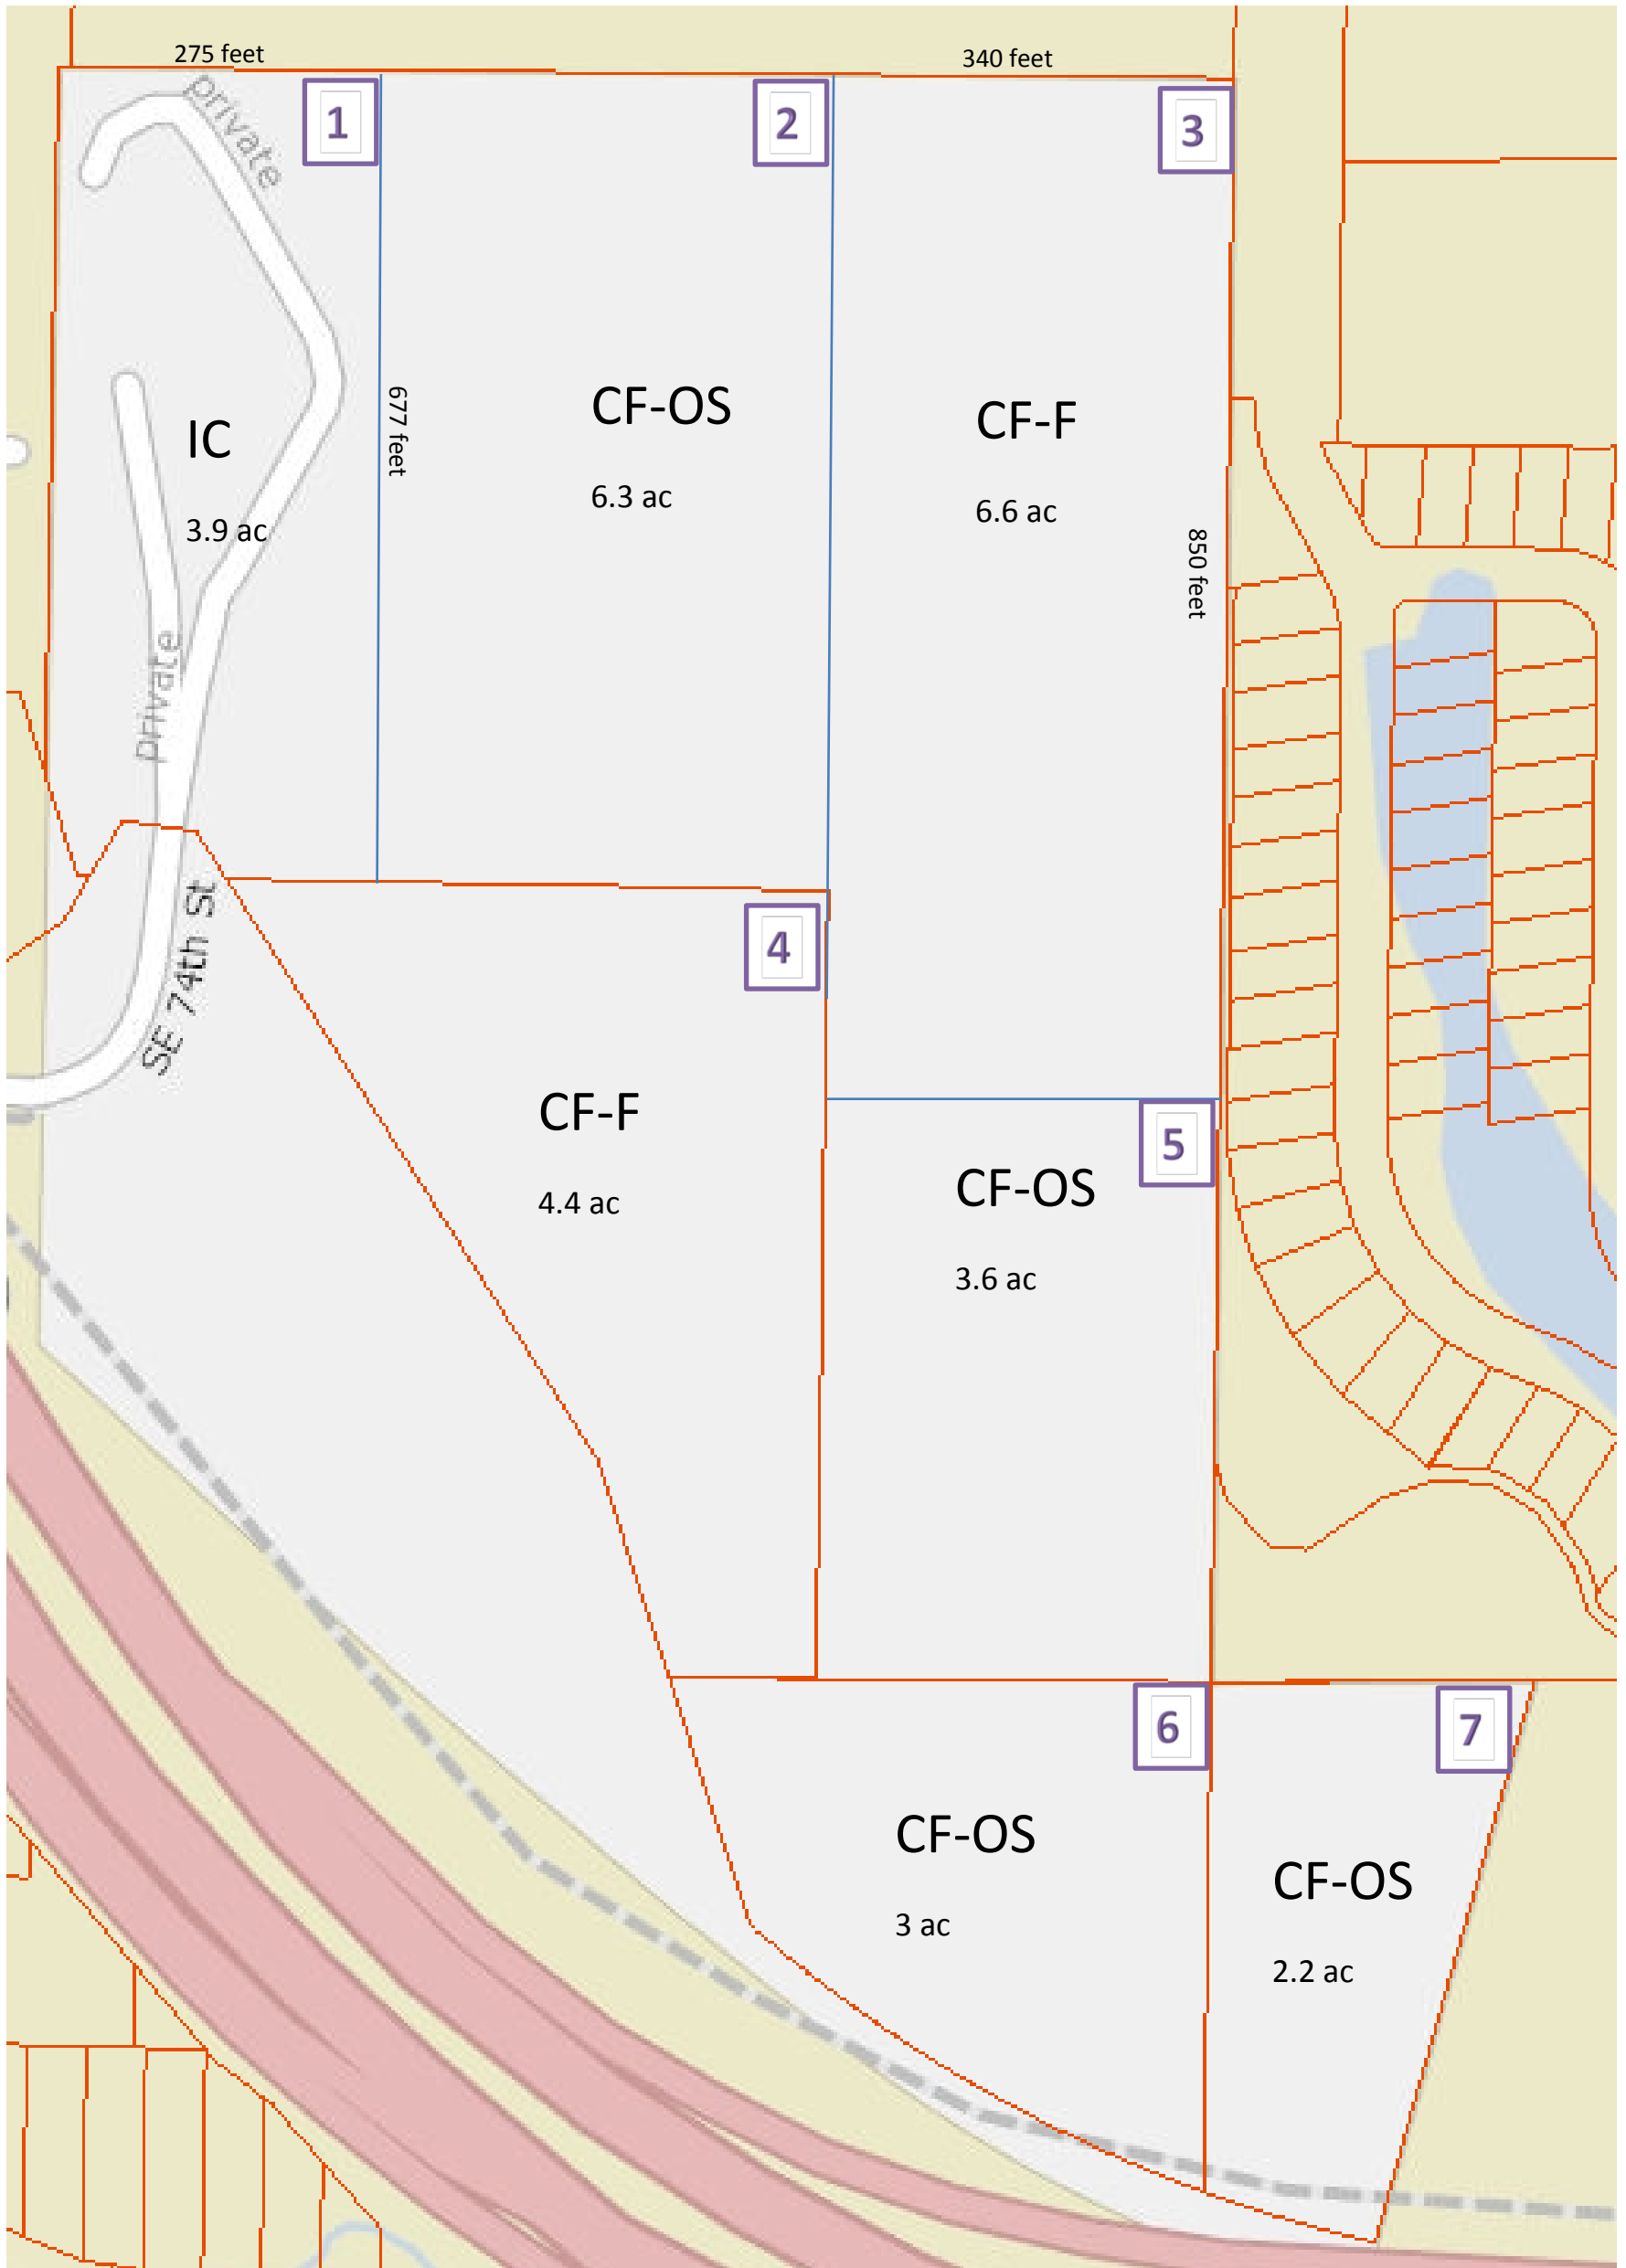 275 feet
340 feet
private
1
2
3
677 feet
CF-OS
6.3 ac
CF-F
6.6 ac
IC
3.9 ac
850 feet
private
SE 74th St
4
CF-F
4.4 ac
5
CF-OS
3.6 ac
6
7
CF-OS
3 ac
CF-OS
2.2 ac